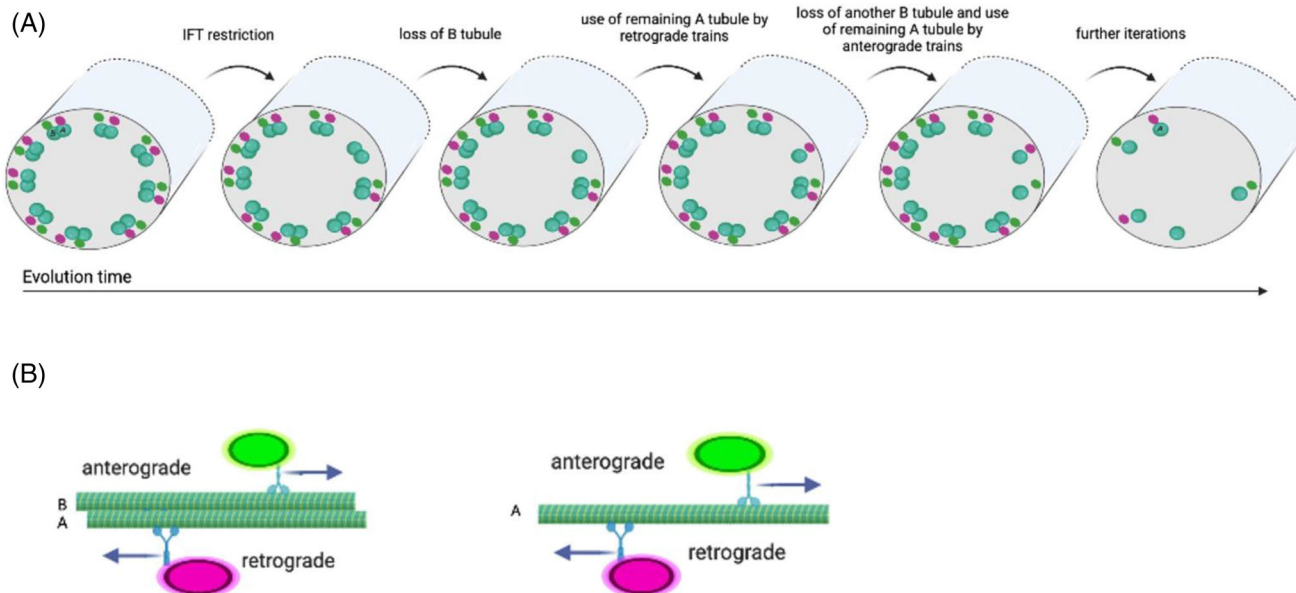 (A)
IFT restriction
loss of B tubule
use of remaining A tubule by
retrograde trains
loss of another B tubule and use
of remaining A tubule by
anterograde trains
further iterations
B A
A
Evolution time
(B)
anterograde
B
A
retrograde
anterograde
A
retrograde